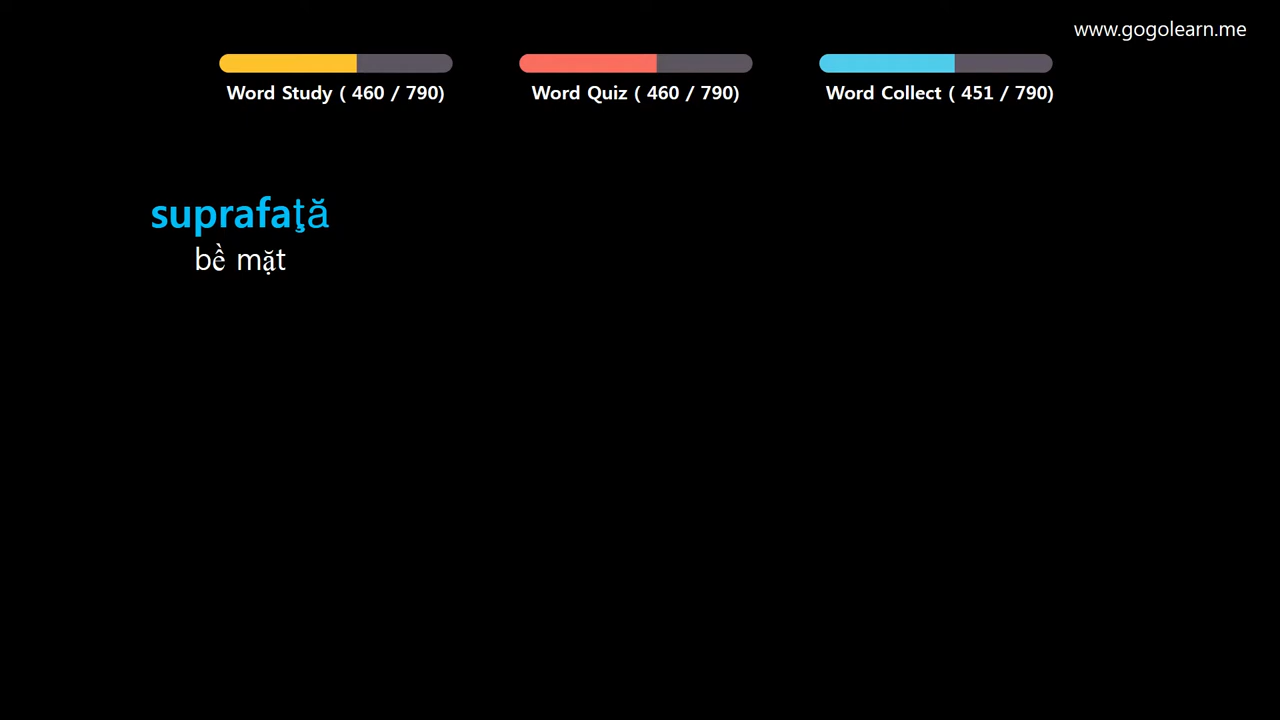 www.gogolearn.me
Word Study ( 460 / 790)
Word Quiz ( 460 / 790)
Word Collect ( 451 / 790)
suprafaţă
bề mặt